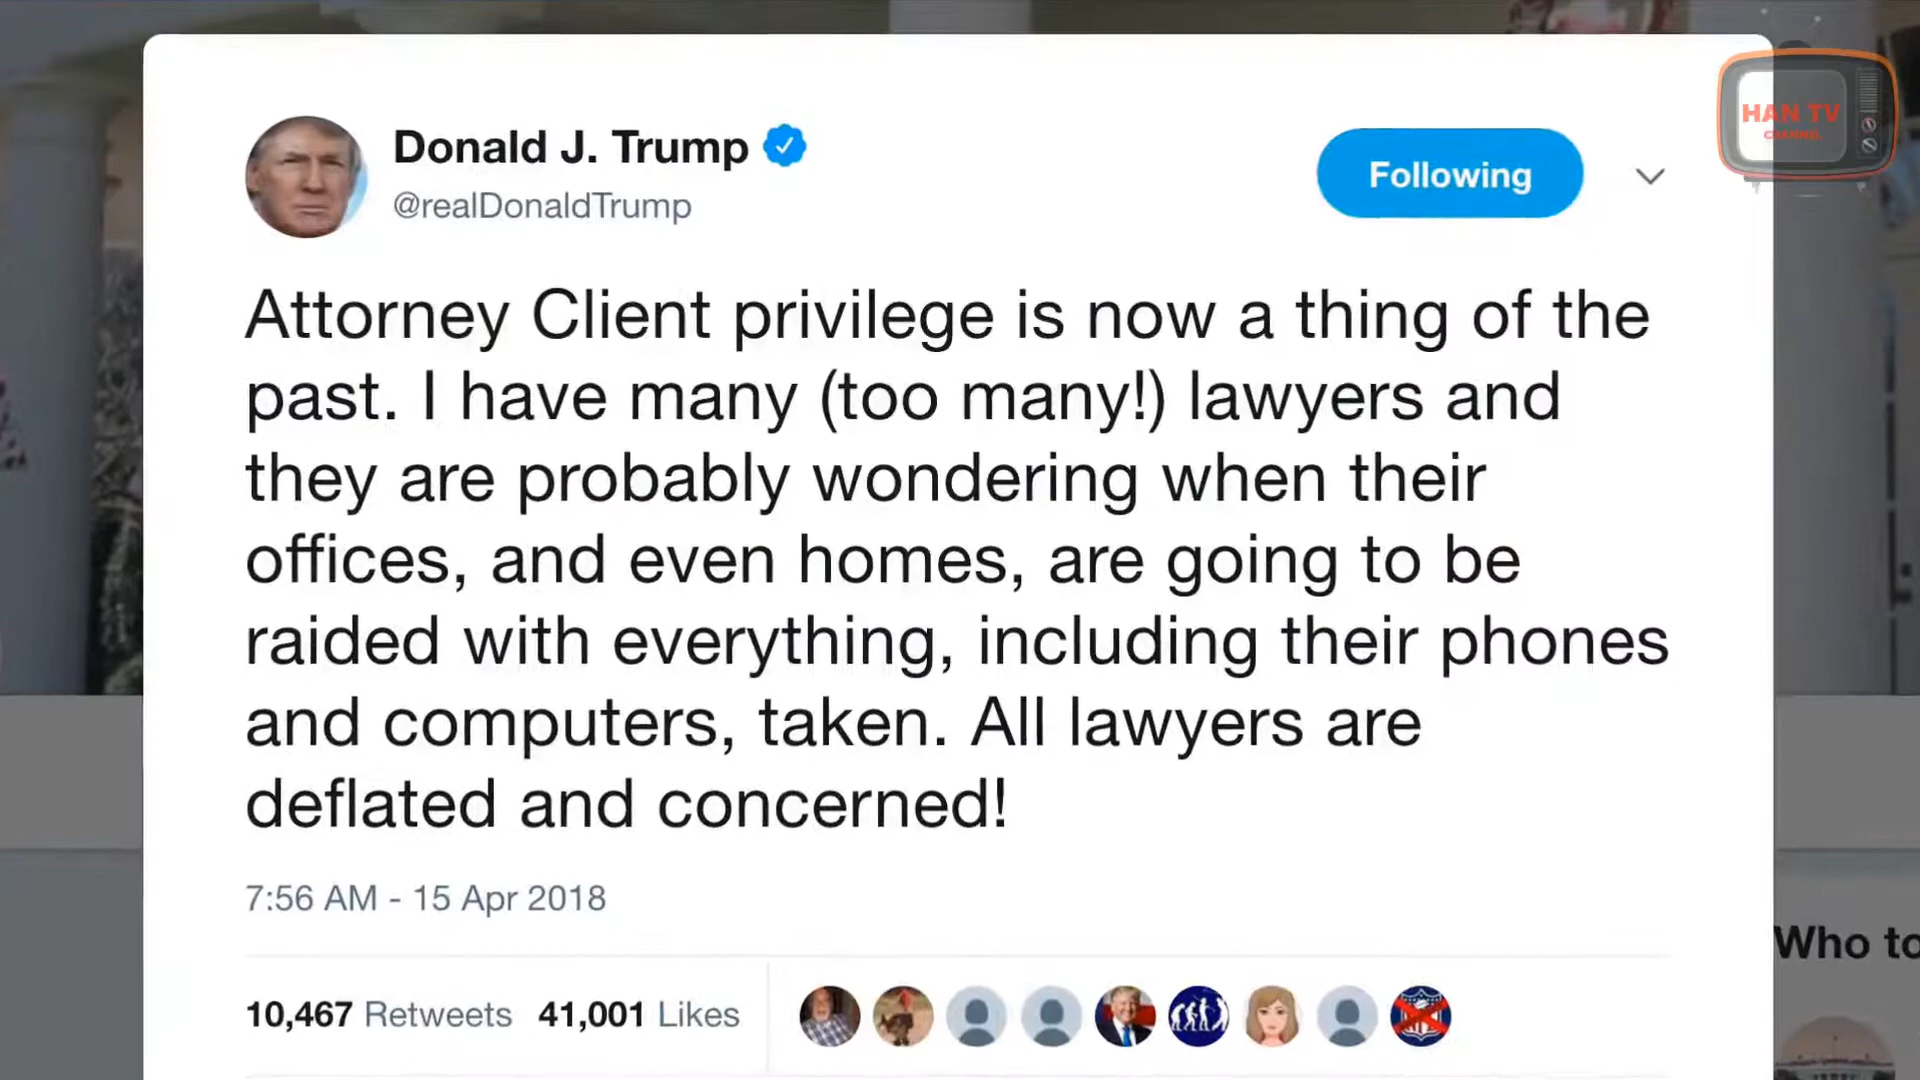 HAN TV
CHANNEL
Donald J. Trump
@realDonaldTrump
Following
Attorney Client privilege is now a thing of the
past. I have many (too many!) lawyers and
they are probably wondering when their
offices, and even homes, are going to be
raided with everything, including their phones
and computers, taken. All lawyers are
deflated and concerned!
7:56 AM - 15 Apr 2018
10,467 Retweets 41,001 Likes
Who to